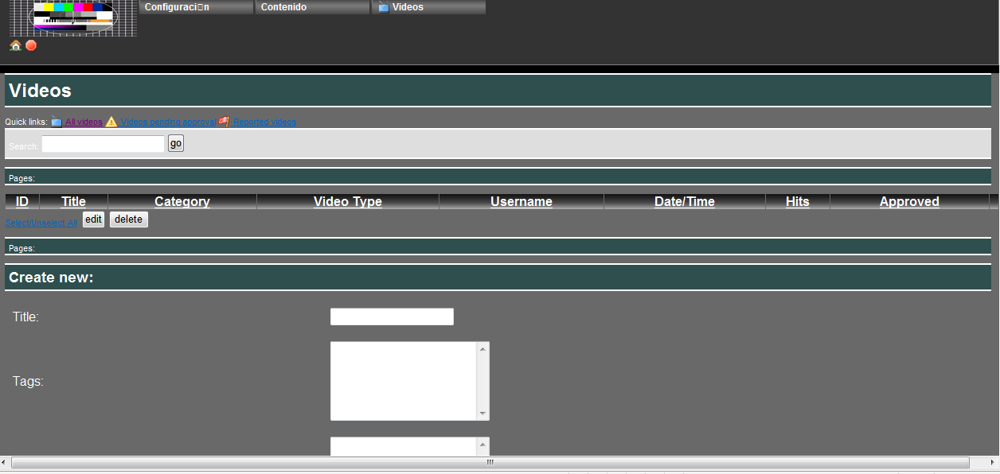 Configuraci�n Contenido Videos
Videos
Quick links: All videos Videos pending approval Reported videos
Search: go
Pages:
ID Title Category Video Type Username Date/Time Hits Approved
Select/Unselect All edit delete
Pages:
Create new:
Title:
Tags: